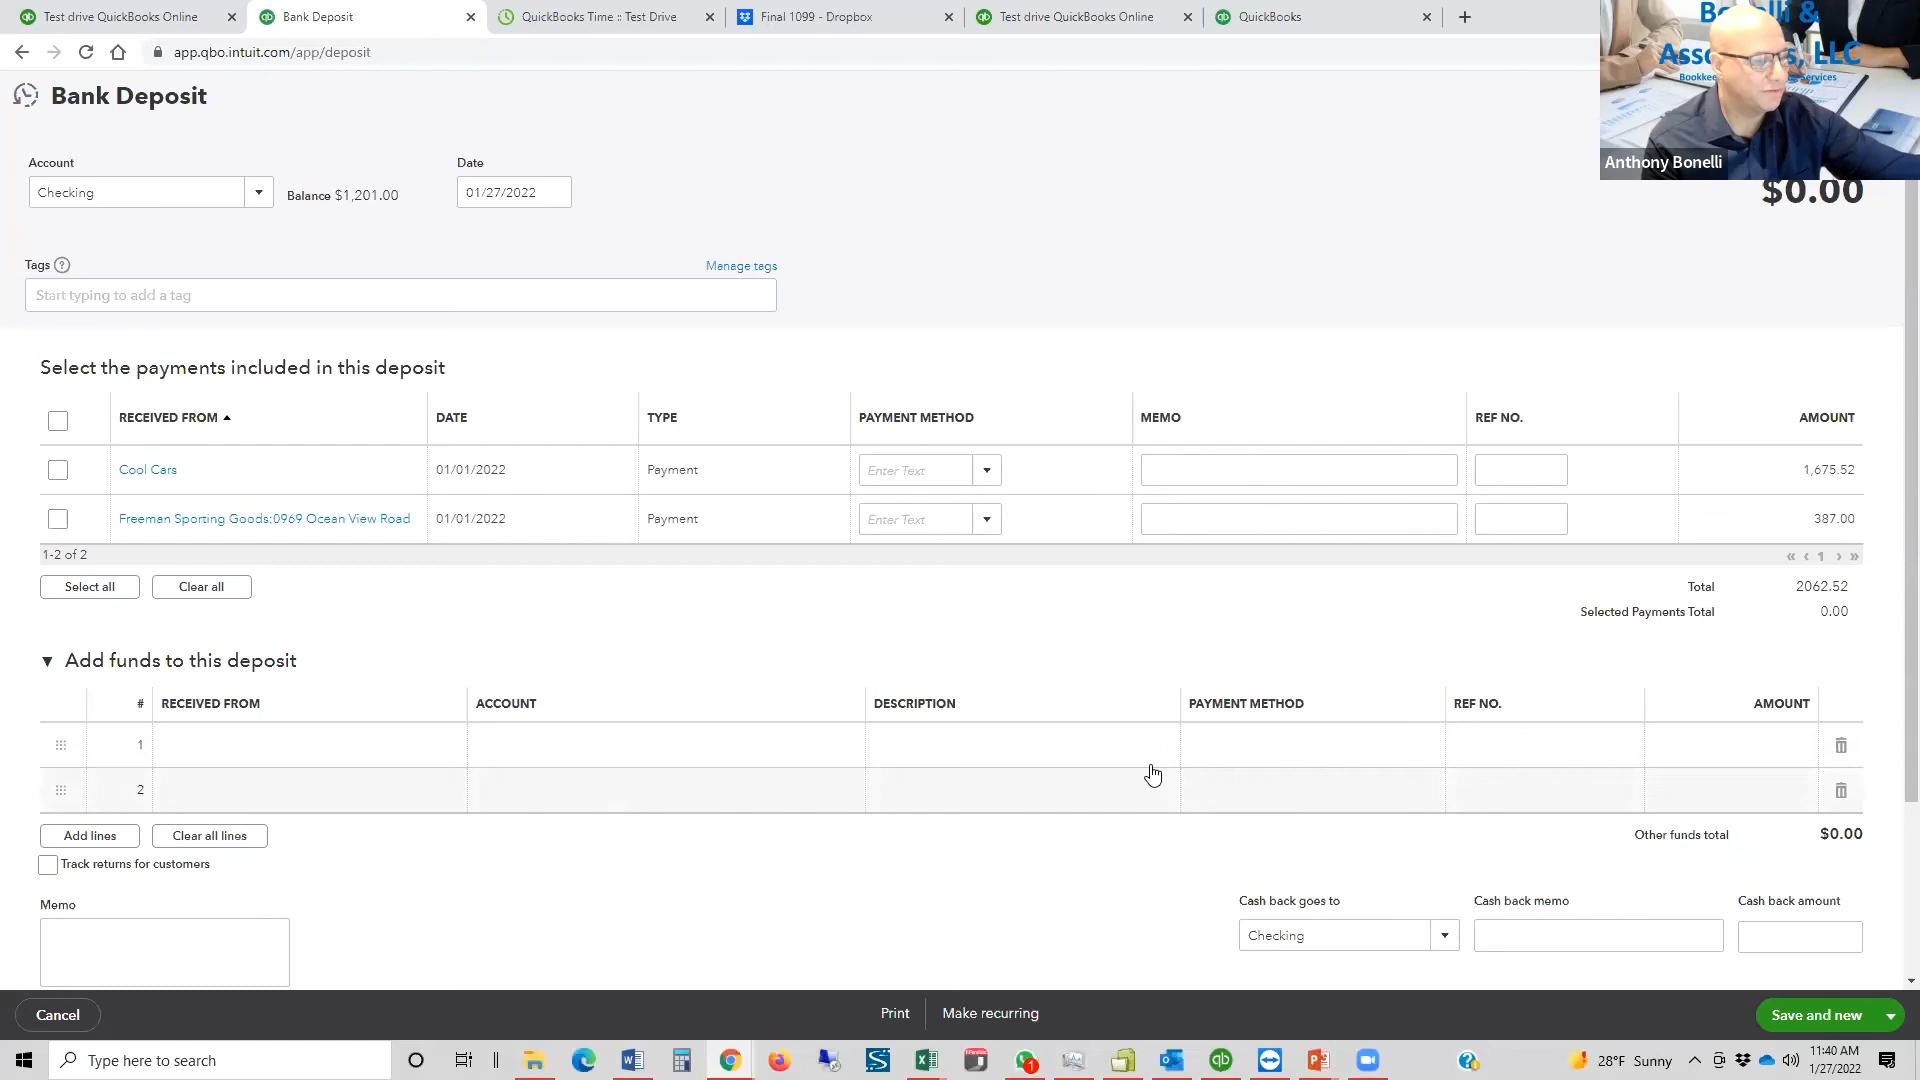 Test drive QuickBooks Online
Bank Deposit
QuickBooks Time :: Test Drive
Final 1099 - Dropbox
Test drive QuickBooks Online
QuickBooks
app.qbo.intuit.com/app/deposit
Bank Deposit
LLC
Anthony Bonelli
$0.00
Account
Date
Checking
Balance $1,201.00
01/27/2022
Tags
Manage tags
Start typing to add a tag
Select the payments included in this deposit
RECEIVED FROM DATE TYPE PAYMENT METHOD MEMO REF NO. AMOUNT
Cool Cars 01/01/2022 Payment Enter Text 1,675.52
Freeman Sporting Goods:0969 Ocean View Road 01/01/2022 Payment Enter Text 387.00
1-2 of 2 « ‹ 1 › »
Select all Clear all Total 2062.52
Selected Payments Total 0.00
Add funds to this deposit
# RECEIVED FROM ACCOUNT DESCRIPTION PAYMENT METHOD REF NO. AMOUNT
1
2
Add lines Clear all lines Other funds total $0.00
Track returns for customers
Memo Cash back goes to Cash back memo Cash back amount
Checking
Cancel Print Make recurring Save and new
Type here to search 28°F Sunny 11:40 AM
1/27/2022